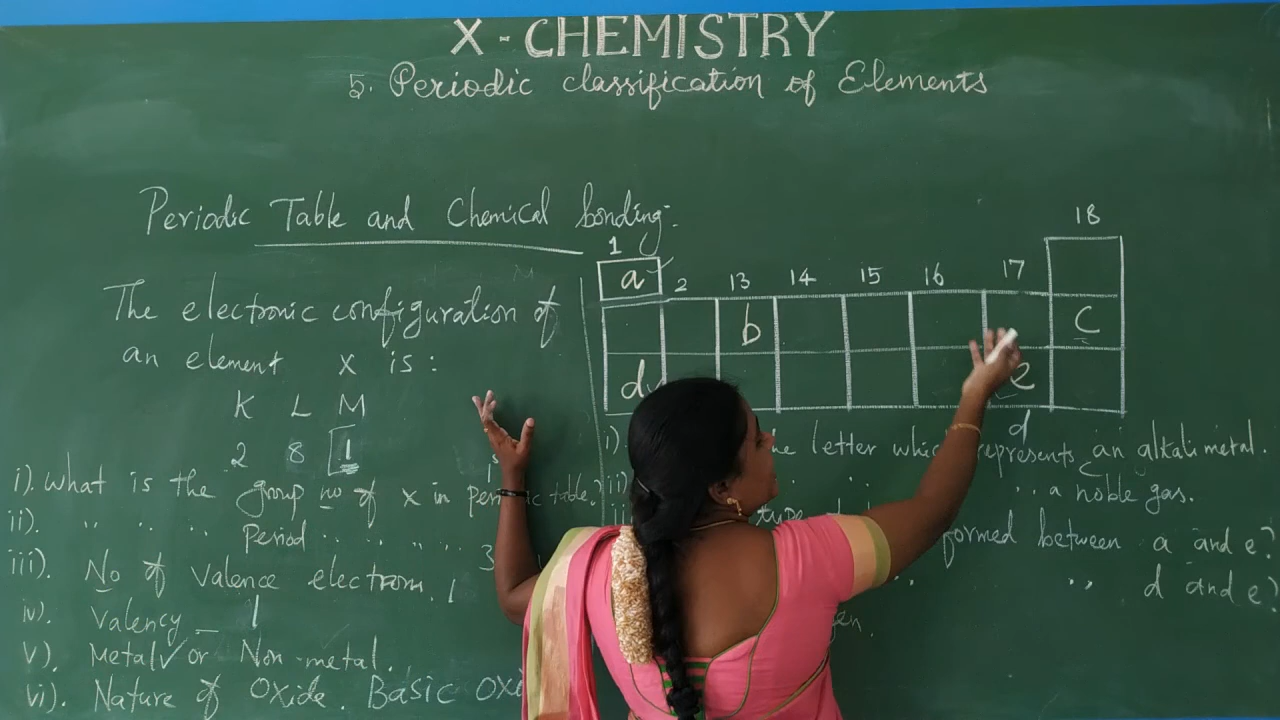 X - CHEMISTRY
5. Periodic classification of Elements
Periodic Table and Chemical bonding:
The electronic configuration of
an element X is:
K L M
2 8 1
i). What is the group no of X in table?
ii). " " " Period " " " " 3
iii). No of valence electrons. 1
iv). Valency - 1
v). Metal ✓ or Non-metal.
vi). Nature of Oxide. Basic
1
18
a ✓
2 13 14 15 16 17
b c
d e
i) the letter which represents an alkali metal.
d
ii) " " " a noble gas.
type formed between a and e?
" " d and e?